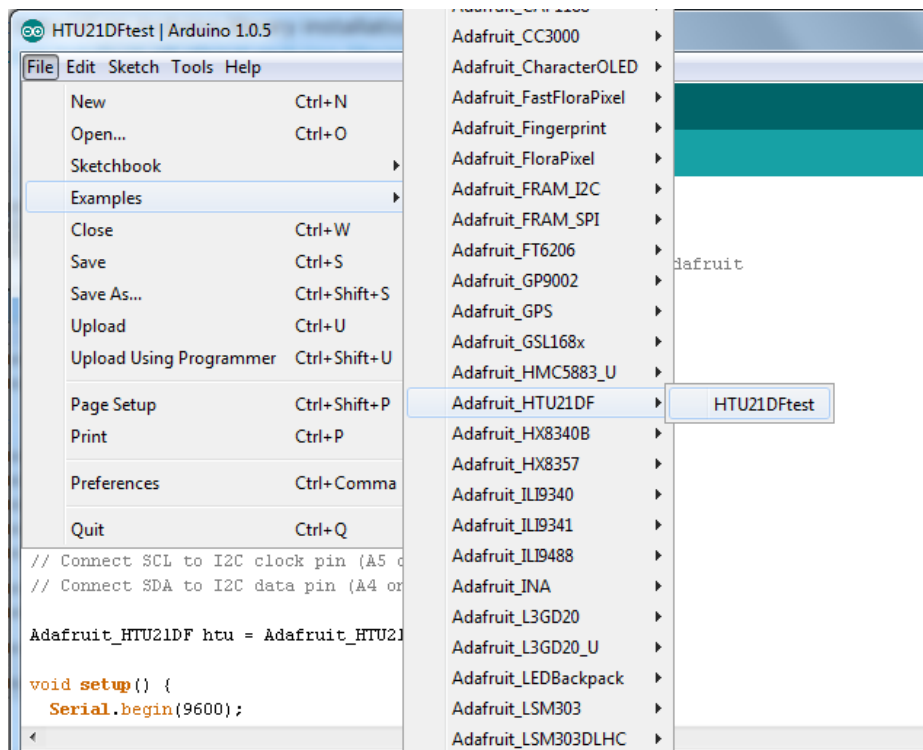 HTU21DFtest | Arduino 1.0.5
File Edit Sketch Tools Help
New Ctrl+N
Open... Ctrl+O
Sketchbook
Examples
Close Ctrl+W
Save Ctrl+S
Save As... Ctrl+Shift+S
Upload Ctrl+U
Upload Using Programmer Ctrl+Shift+U
Page Setup Ctrl+Shift+P
Print Ctrl+P
Preferences Ctrl+Comma
Quit Ctrl+Q
Adafruit_CC3000
Adafruit_CharacterOLED
Adafruit_FastFloraPixel
Adafruit_Fingerprint
Adafruit_FloraPixel
Adafruit_FRAM_I2C
Adafruit_FRAM_SPI
Adafruit_FT6206
Adafruit_GP9002
Adafruit_GPS
Adafruit_GSL168x
Adafruit_HMC5883_U
Adafruit_HTU21DF
Adafruit_HX8340B
Adafruit_HX8357
Adafruit_ILI9340
Adafruit_ILI9341
Adafruit_ILI9488
Adafruit_INA
Adafruit_L3GD20
Adafruit_L3GD20_U
Adafruit_LEDBackpack
Adafruit_LSM303
Adafruit_LSM303DLHC
HTU21DFtest
dafruit
// Connect SCL to I2C clock pin (A5
// Connect SDA to I2C data pin (A4 on
Adafruit_HTU21DF htu = Adafruit_HTU21
void setup() {
Serial.begin(9600);